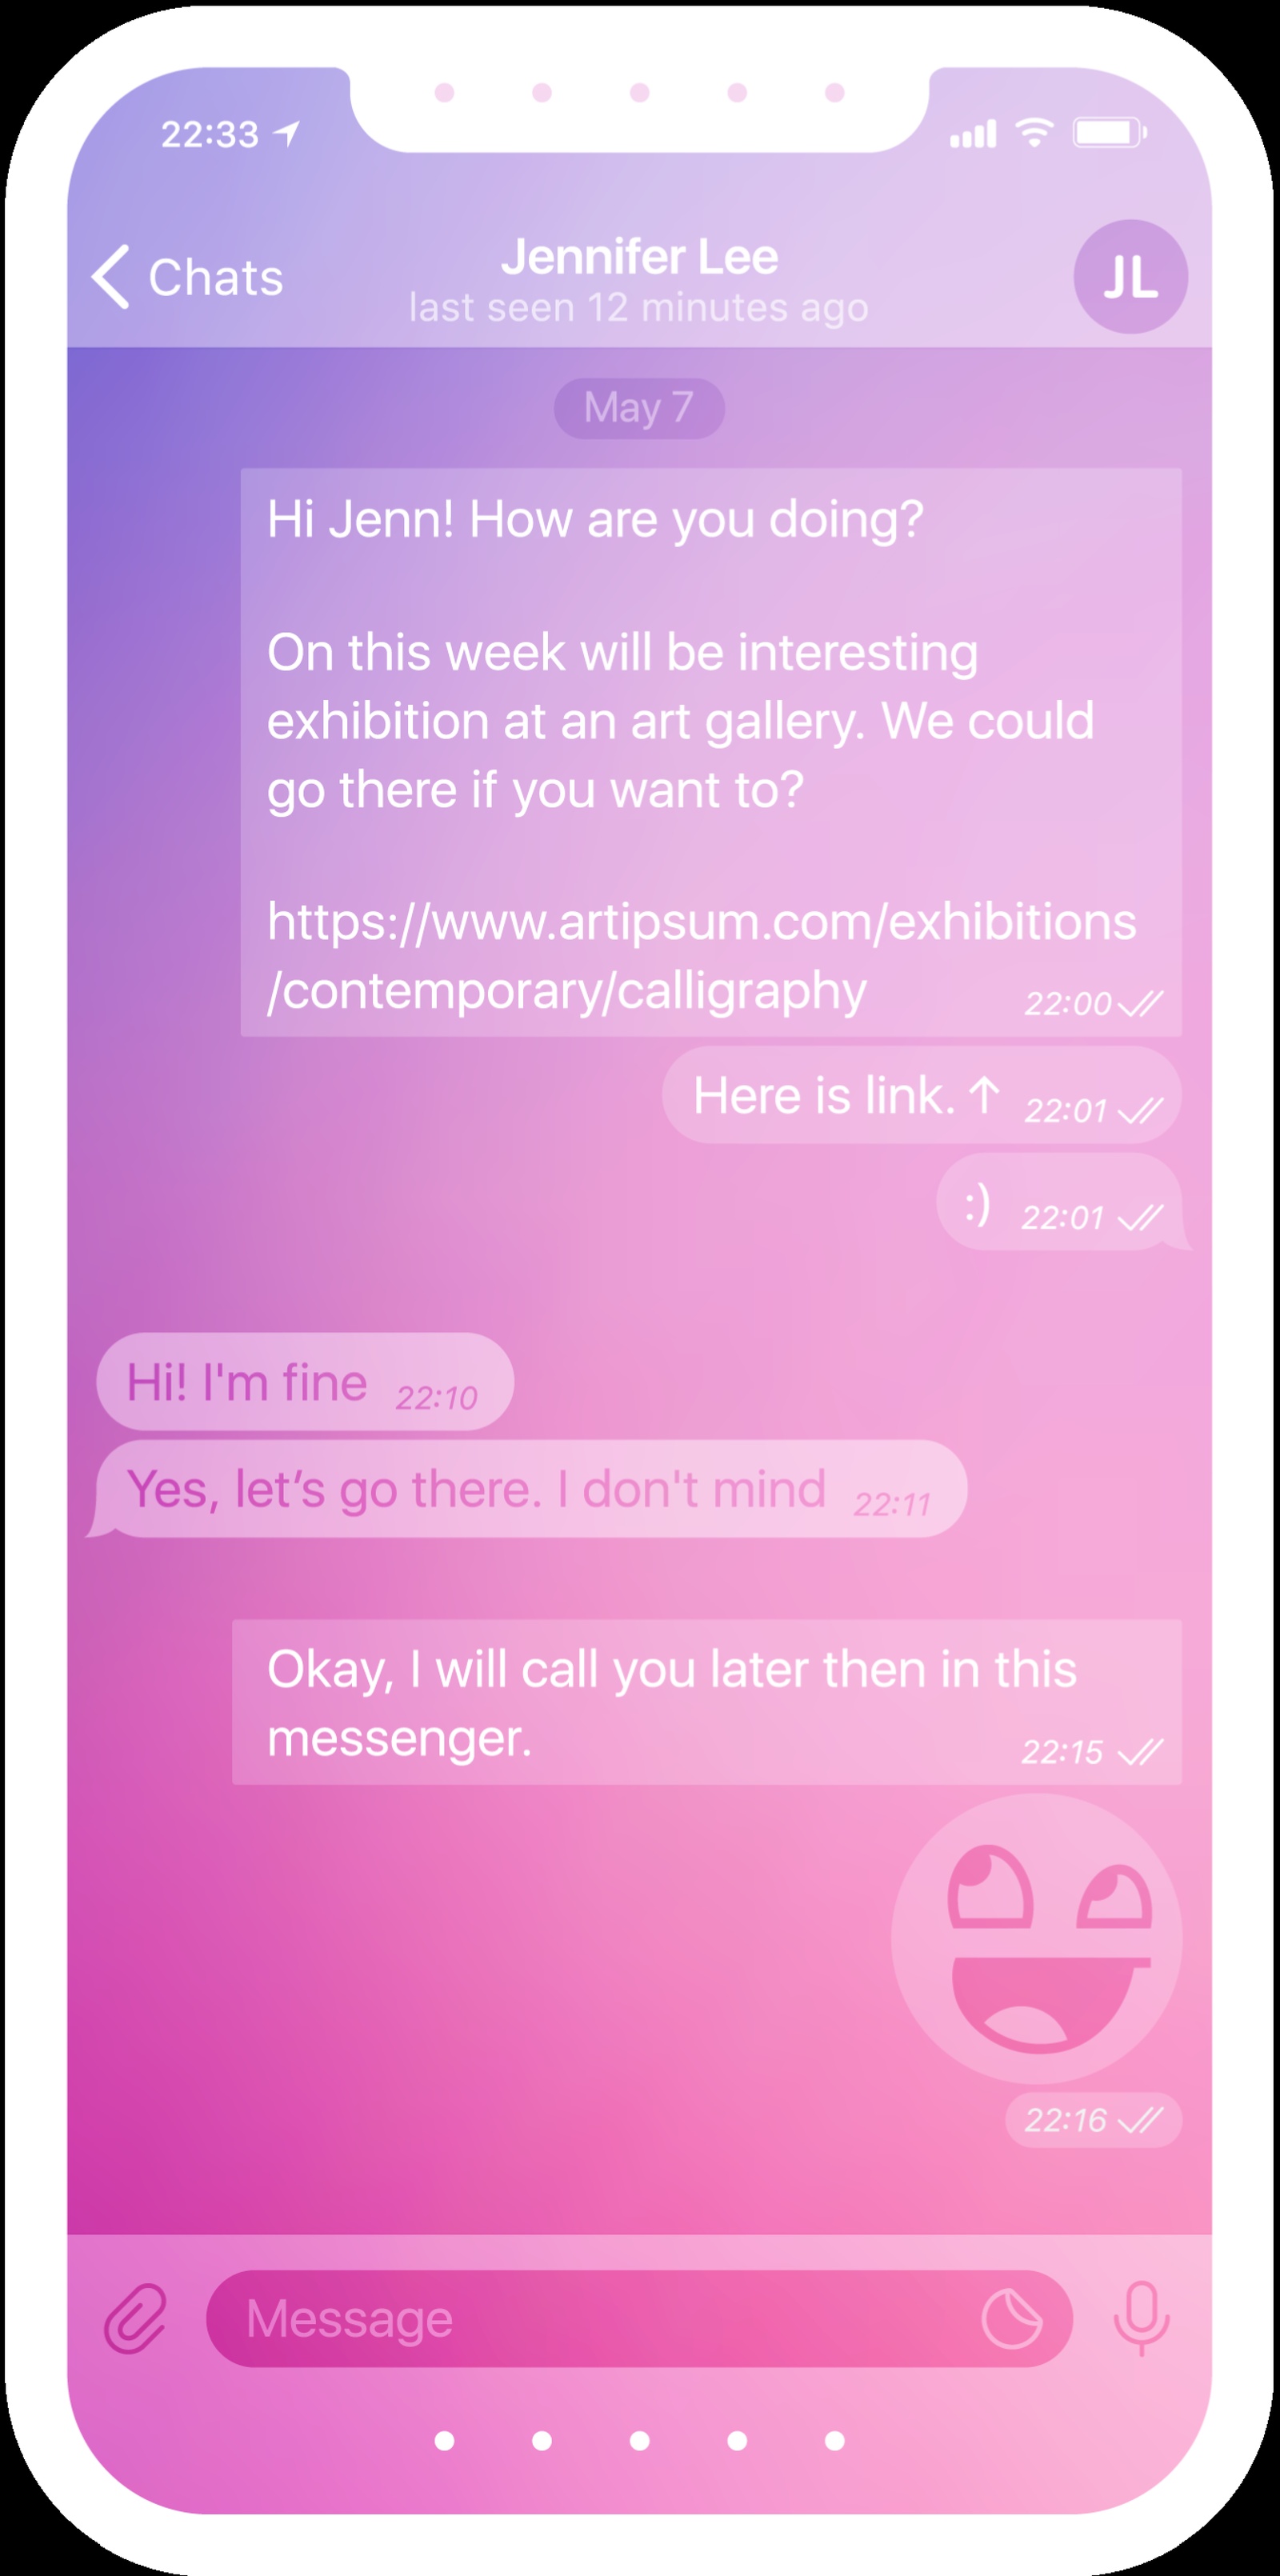 22:33
Chats
Jennifer Lee
last seen 12 minutes ago
JL
May 7
Hi Jenn! How are you doing?
On this week will be interesting
exhibition at an art gallery. We could
go there if you want to?
https://www.artipsum.com/exhibitions
/contemporary/calligraphy 22:00
Here is link. ↑ 22:01
:) 22:01
Hi! I'm fine 22:10
Yes, let’s go there. I don't mind 22:11
Okay, I will call you later then in this
messenger. 22:15
22:16
Message